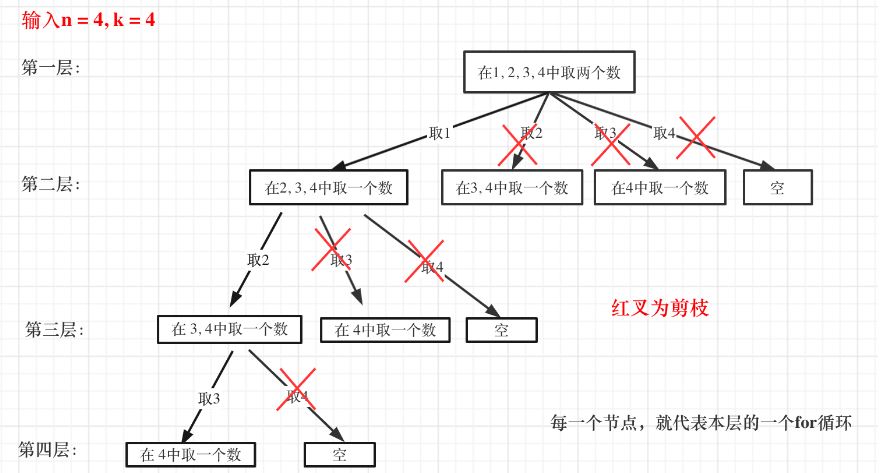 输入n = 4, k = 4
第一层:
在1, 2, 3, 4中取两个数
取1
取2
取3
取4
第二层:
在2, 3, 4中取一个数
在3, 4中取一个数
在4中取一个数
空
取2
取3
取4
红叉为剪枝
第三层:
在 3, 4中取一个数
在 4中取一个数
空
取3
取4
每一个节点，就代表本层的一个for循环
第四层:
在 4中取一个数
空